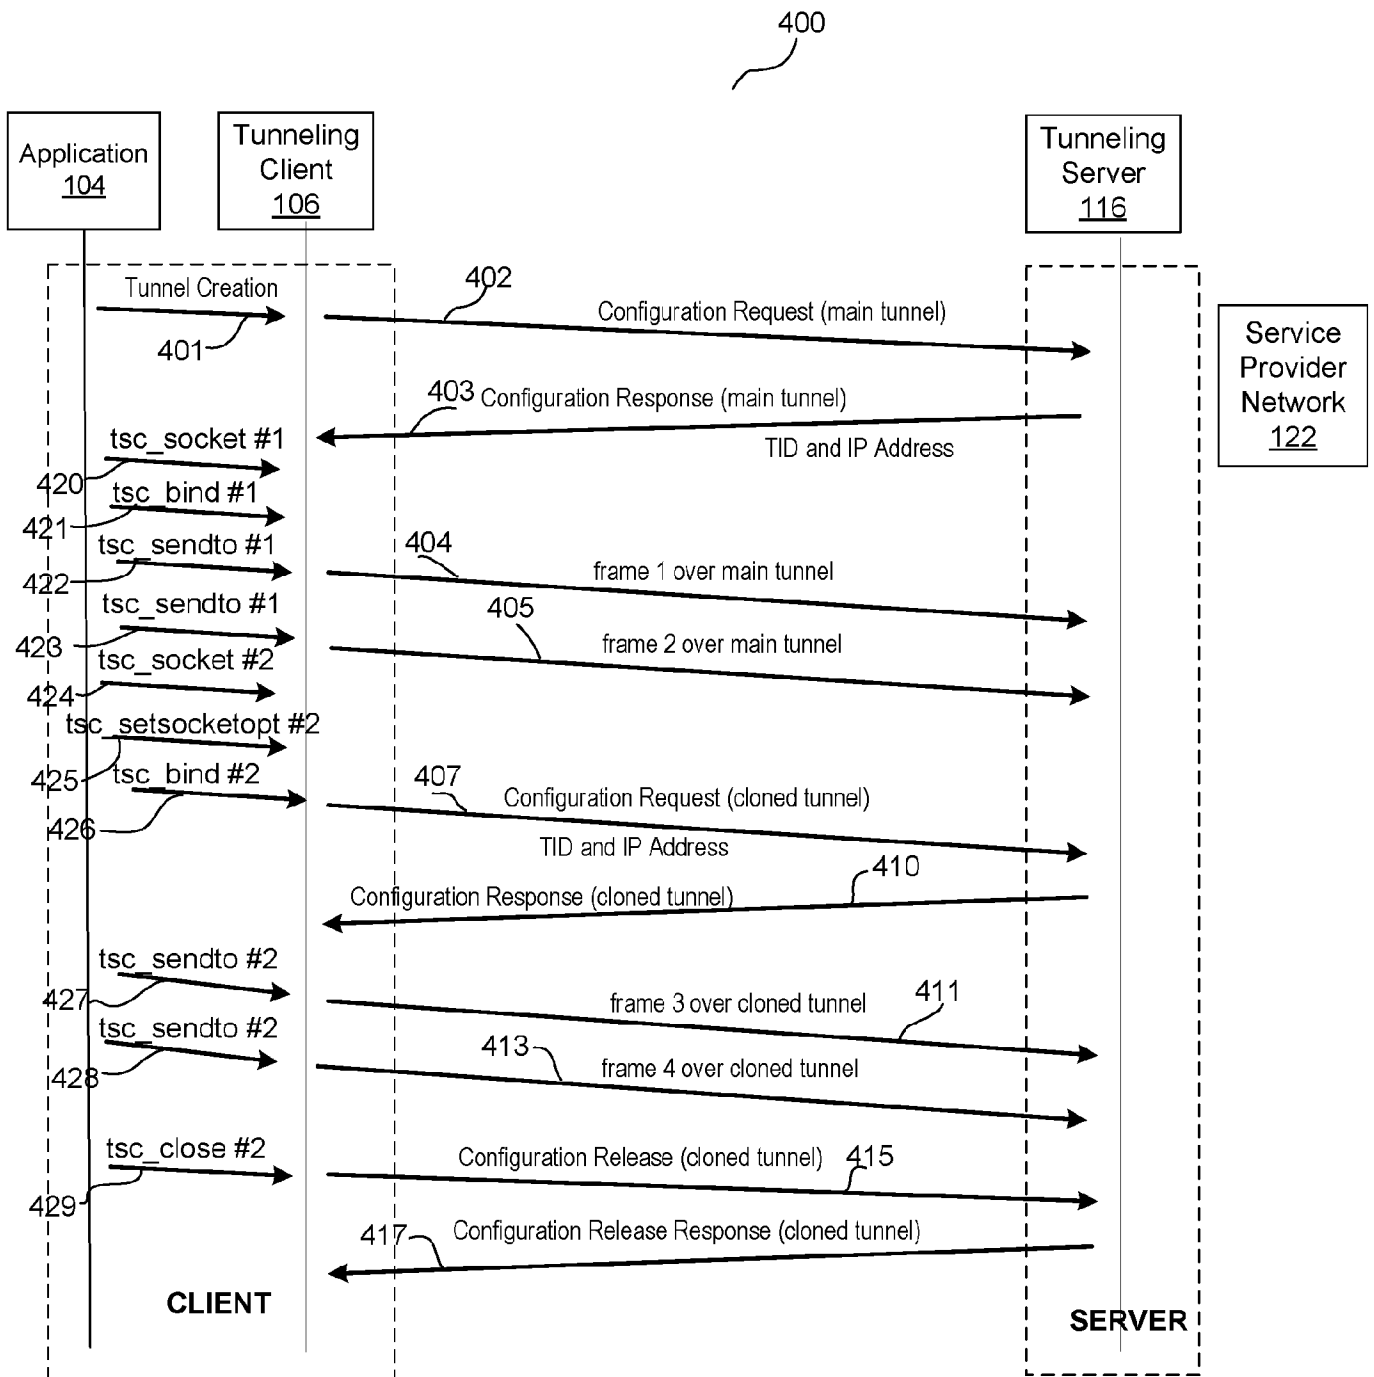 400
Application
104
Tunneling
Client
106
Tunneling
Server
116
Service
Provider
Network
122
Tunnel Creation
401
402
Configuration Request (main tunnel)
403
Configuration Response (main tunnel)
TID and IP Address
tsc_socket #1
420
tsc_bind #1
421
tsc_sendto #1
422
404
frame 1 over main tunnel
tsc_sendto #1
423
405
frame 2 over main tunnel
tsc_socket #2
424
tsc_setsocketopt #2
425
tsc_bind #2
426
407
Configuration Request (cloned tunnel)
TID and IP Address
410
Configuration Response (cloned tunnel)
tsc_sendto #2
427
frame 3 over cloned tunnel
411
tsc_sendto #2
428
413
frame 4 over cloned tunnel
tsc_close #2
429
Configuration Release (cloned tunnel)
415
417
Configuration Release Response (cloned tunnel)
CLIENT
SERVER